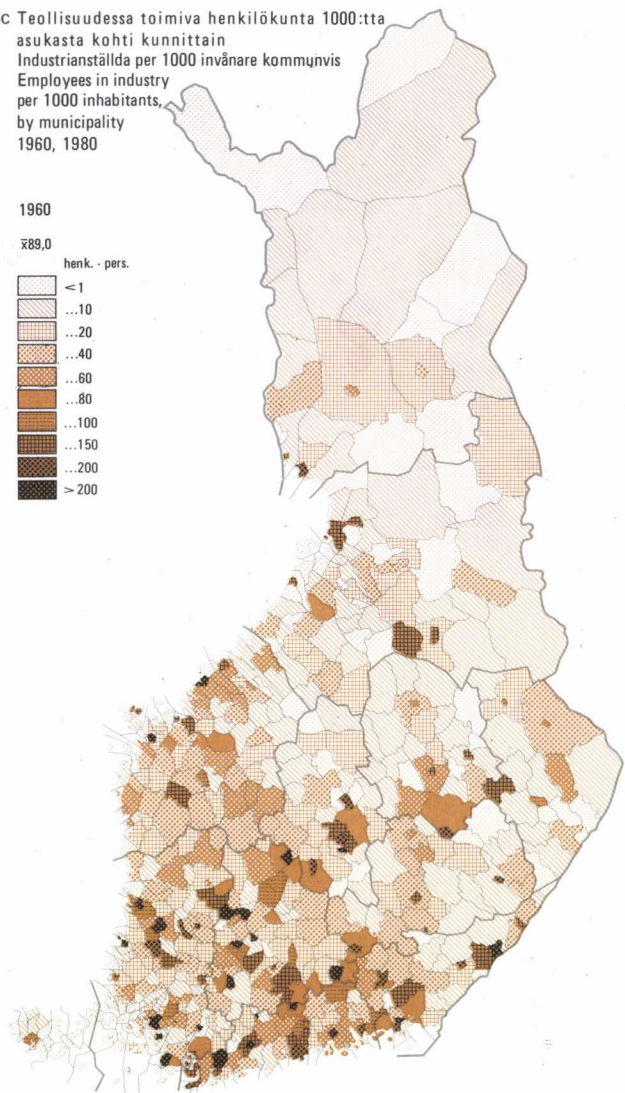 C Teollisuudessa toimiva henkilökunta 1000:tta
asukasta kohti kunnittain
Industrianställda per 1000 invånare kommunvis
Employees in industry
per 1000 inhabitants,
by municipality
1960, 1980
1960
x̄89,0
henk. - pers.
<1
...10
...20
...40
...60
...80
...100
...150
...200
>200